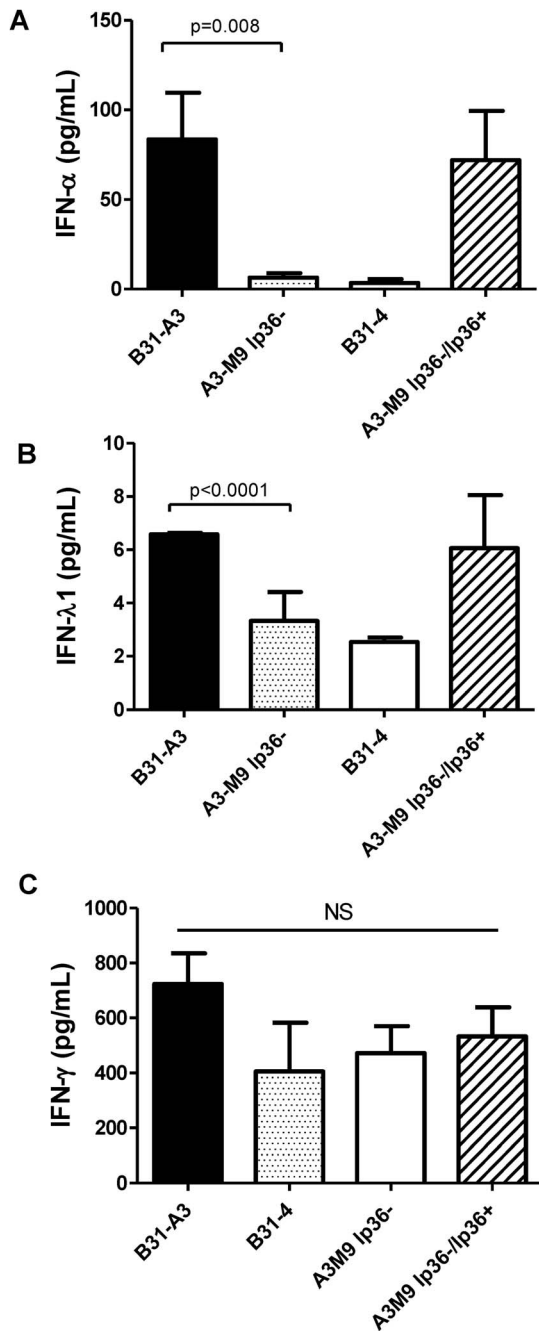 A
IFN-α (pg/mL)
150
100
50
0
p=0.008
B31-A3
A3-M9 lp36-
B31-4
A3-M9 lp36-/lp36+
B
IFN-λ1 (pg/mL)
10
8
6
4
2
0
p<0.0001
B31-A3
A3-M9 lp36-
B31-4
A3-M9 lp36-/lp36+
C
IFN-γ (pg/mL)
1000
800
600
400
200
0
NS
B31-A3
B31-4
A3M9 lp36-
A3M9 lp36-/lp36+